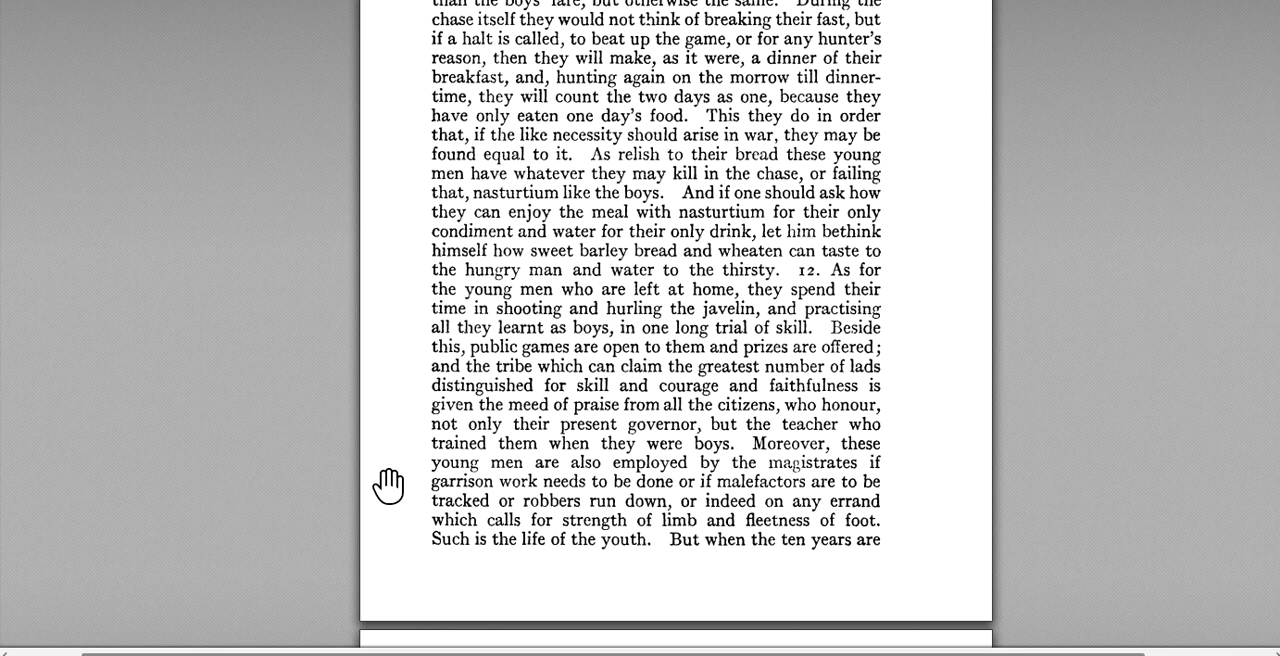 than the boys' fare, but otherwise the same. During the
chase itself they would not think of breaking their fast, but
if a halt is called, to beat up the game, or for any hunter's
reason, then they will make, as it were, a dinner of their
breakfast, and, hunting again on the morrow till dinner-
time, they will count the two days as one, because they
have only eaten one day's food. This they do in order
that, if the like necessity should arise in war, they may be
found equal to it. As relish to their bread these young
men have whatever they may kill in the chase, or failing
that, nasturtium like the boys. And if one should ask how
they can enjoy the meal with nasturtium for their only
condiment and water for their only drink, let him bethink
himself how sweet barley bread and wheaten can taste to
the hungry man and water to the thirsty. 12. As for
the young men who are left at home, they spend their
time in shooting and hurling the javelin, and practising
all they learnt as boys, in one long trial of skill. Beside
this, public games are open to them and prizes are offered;
and the tribe which can claim the greatest number of lads
distinguished for skill and courage and faithfulness is
given the meed of praise from all the citizens, who honour,
not only their present governor, but the teacher who
trained them when they were boys. Moreover, these
young men are also employed by the magistrates if
garrison work needs to be done or if malefactors are to be
tracked or robbers run down, or indeed on any errand
which calls for strength of limb and fleetness of foot.
Such is the life of the youth. But when the ten years are